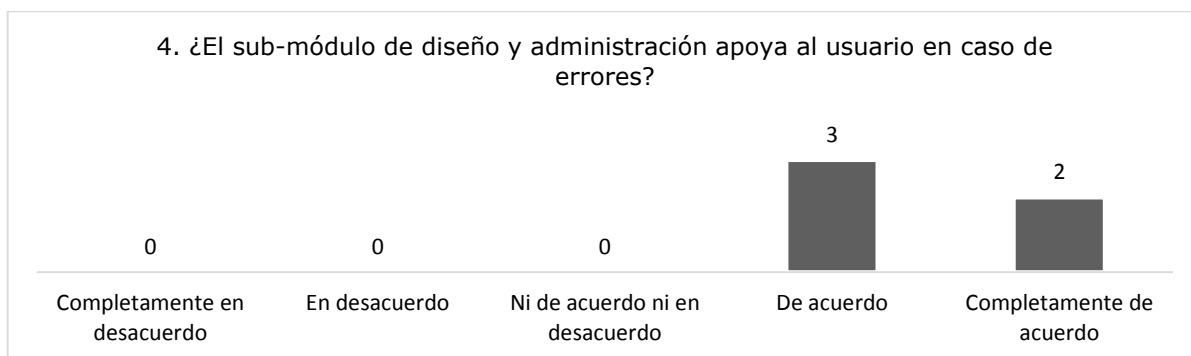 4. ¿El sub-módulo de diseño y administración apoya al usuario en caso de
errores?
3
2
0
0
0
Completamente en
desacuerdo
En desacuerdo
Ni de acuerdo ni en
desacuerdo
De acuerdo
Completamente de
acuerdo